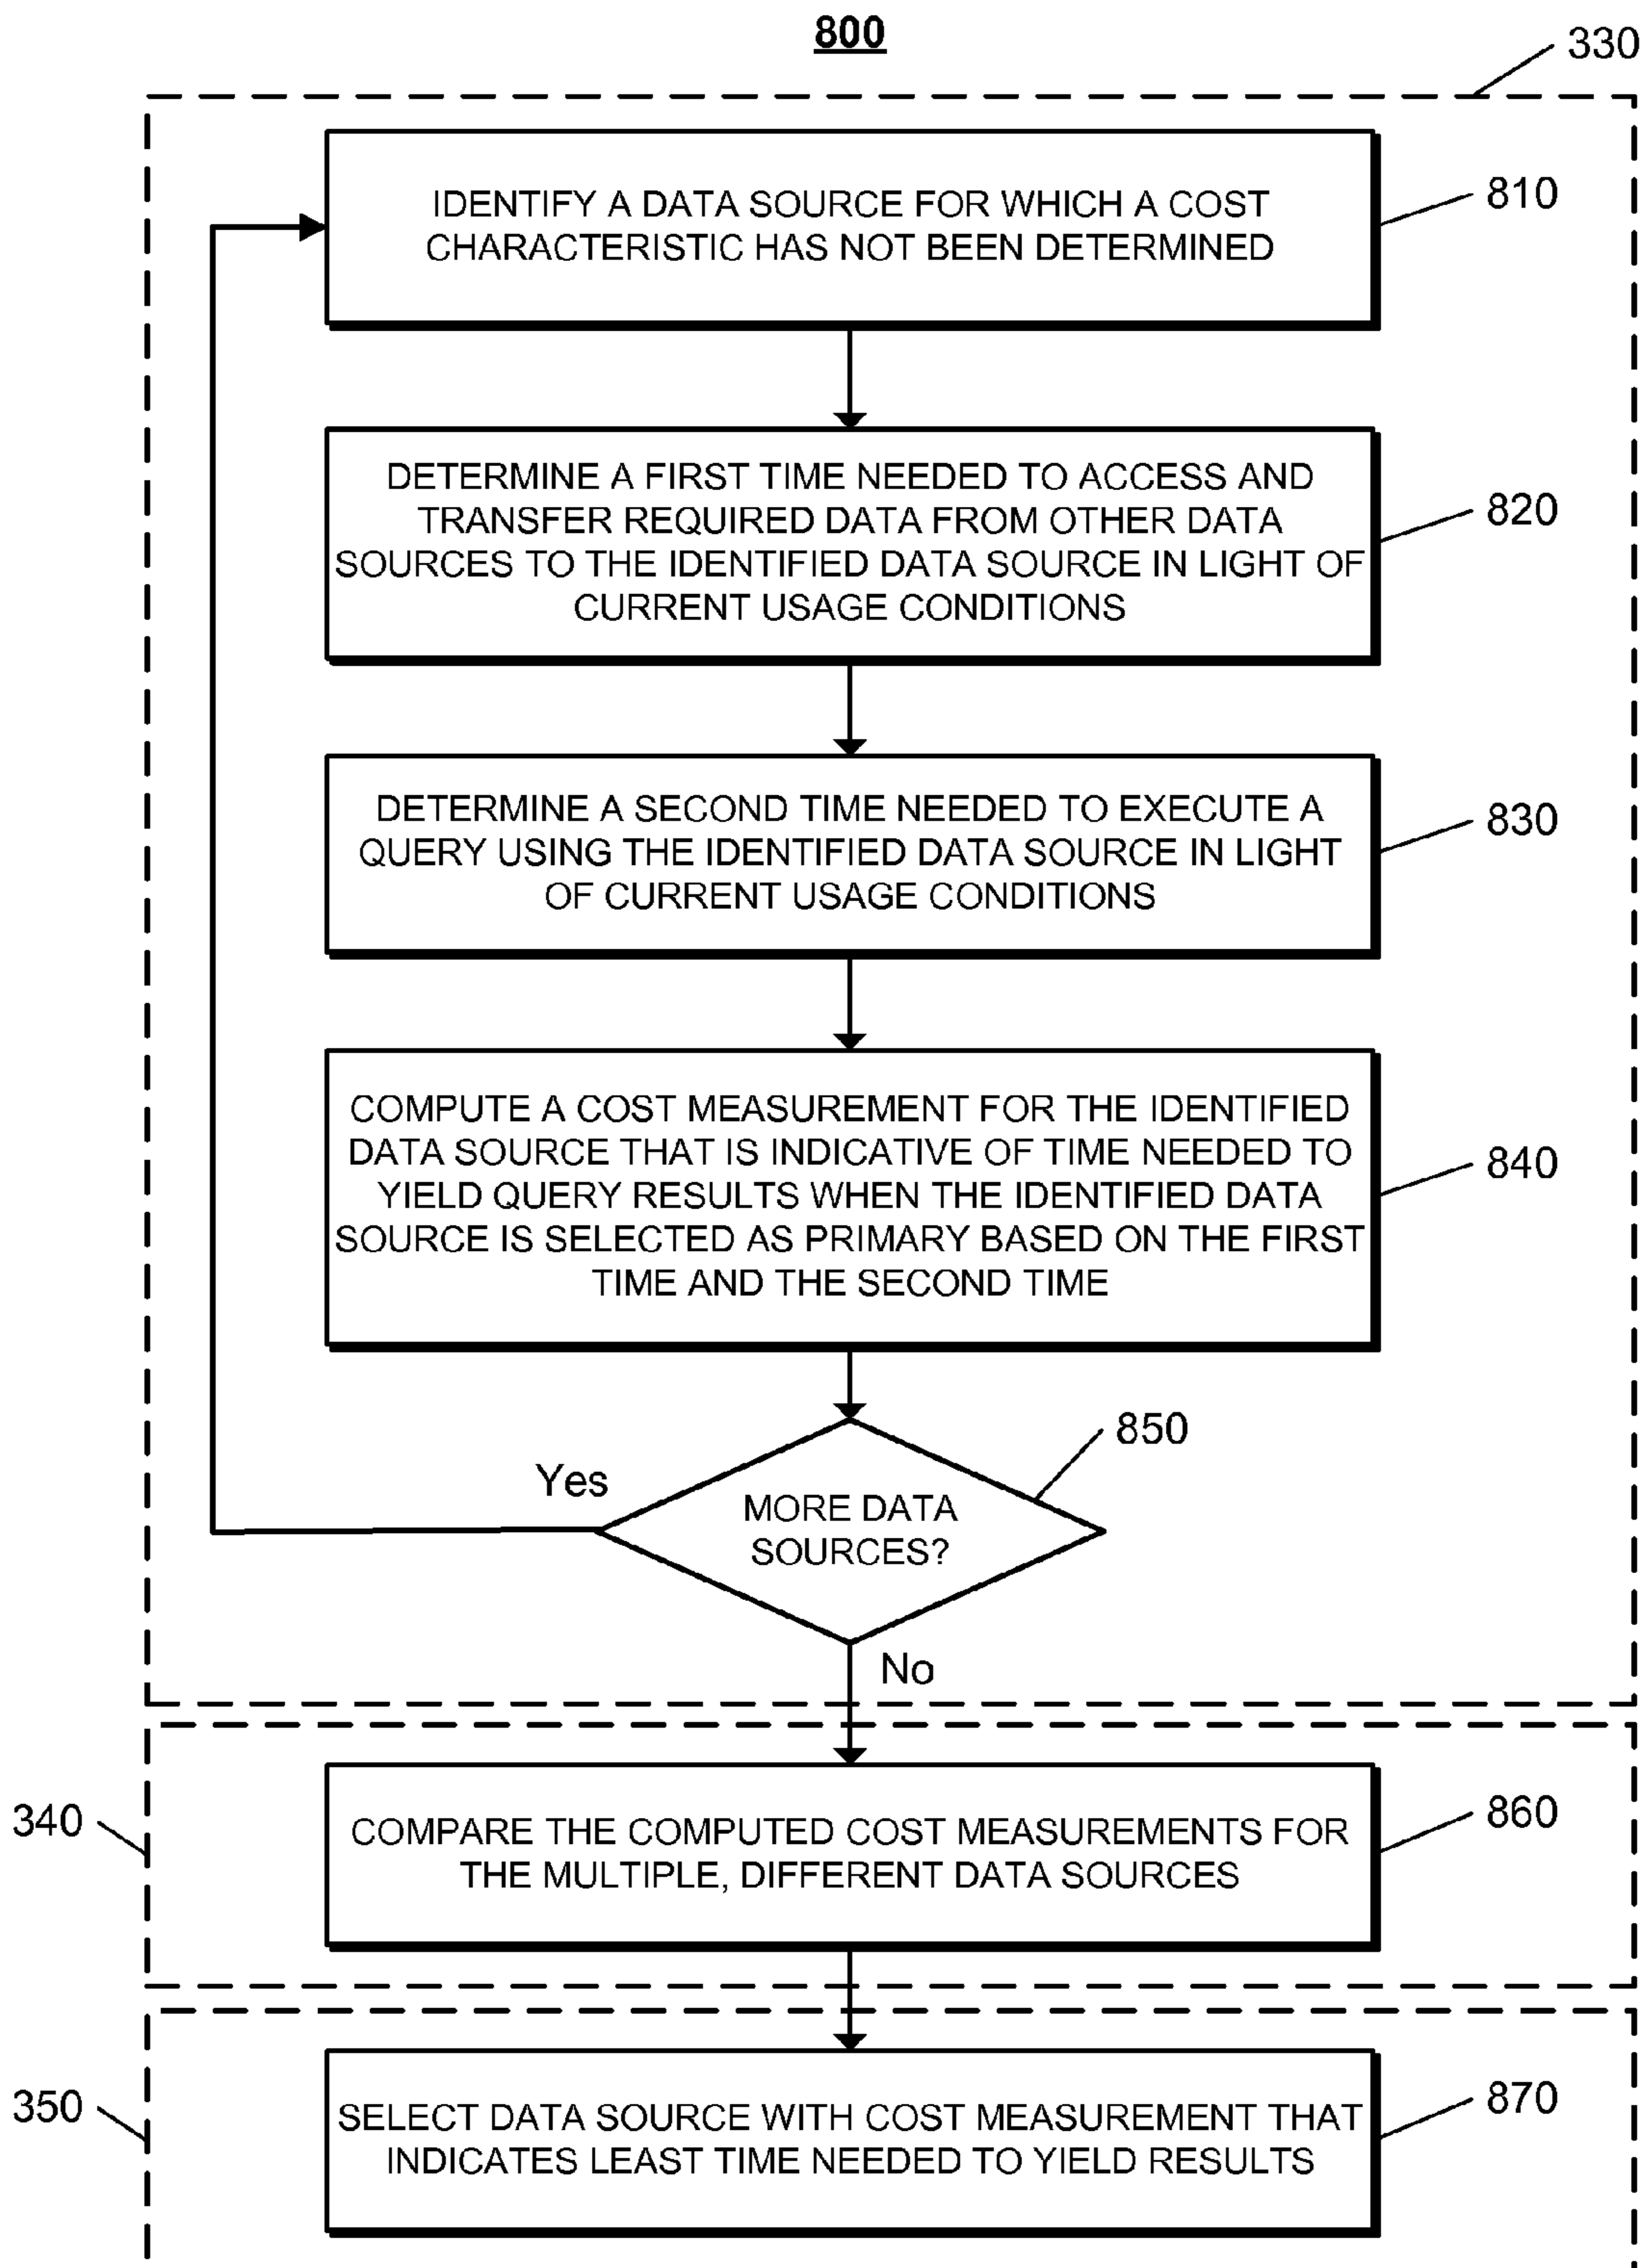 800
330
IDENTIFY A DATA SOURCE FOR WHICH A COST
CHARACTERISTIC HAS NOT BEEN DETERMINED
810
DETERMINE A FIRST TIME NEEDED TO ACCESS AND
TRANSFER REQUIRED DATA FROM OTHER DATA
SOURCES TO THE IDENTIFIED DATA SOURCE IN LIGHT OF
CURRENT USAGE CONDITIONS
820
DETERMINE A SECOND TIME NEEDED TO EXECUTE A
QUERY USING THE IDENTIFIED DATA SOURCE IN LIGHT
OF CURRENT USAGE CONDITIONS
830
COMPUTE A COST MEASUREMENT FOR THE IDENTIFIED
DATA SOURCE THAT IS INDICATIVE OF TIME NEEDED TO
YIELD QUERY RESULTS WHEN THE IDENTIFIED DATA
SOURCE IS SELECTED AS PRIMARY BASED ON THE FIRST
TIME AND THE SECOND TIME
840
850
Yes
MORE DATA
SOURCES?
No
340
COMPARE THE COMPUTED COST MEASUREMENTS FOR
THE MULTIPLE, DIFFERENT DATA SOURCES
860
350
SELECT DATA SOURCE WITH COST MEASUREMENT THAT
INDICATES LEAST TIME NEEDED TO YIELD RESULTS
870